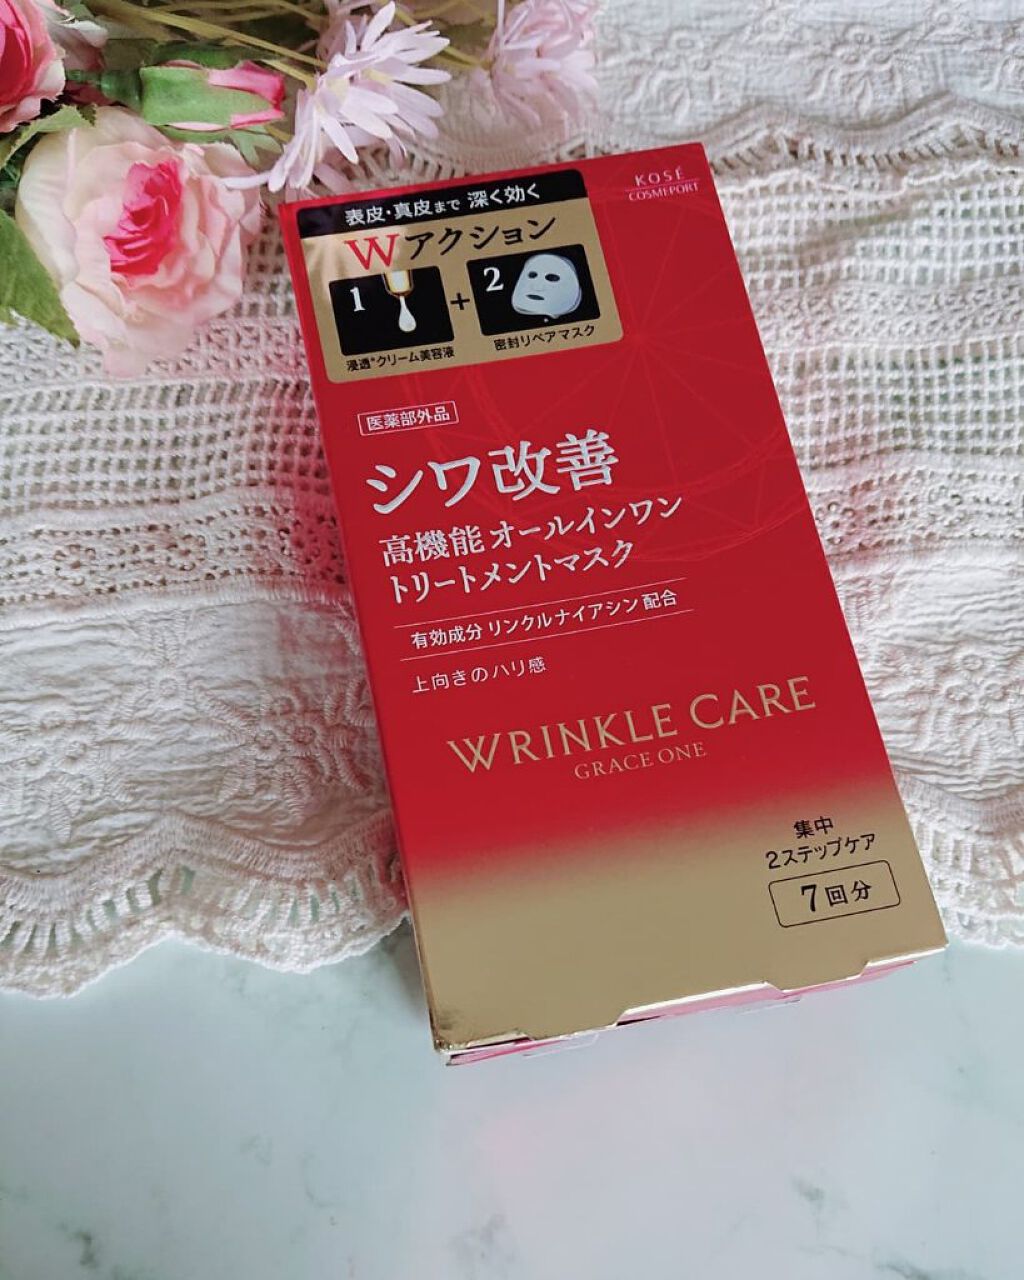 KOSÉ
COSMEPORT
表皮・真皮まで 深く効く
Wアクション
1 + 2
浸透*クリーム美容液
密封リペアマスク
医薬部外品
シワ改善
高機能 オールインワン
トリートメントマスク
有効成分 リンクルナイアシン 配合
上向きのハリ感
WRINKLE CARE
GRACE ONE
集中
2ステップケア
7回分